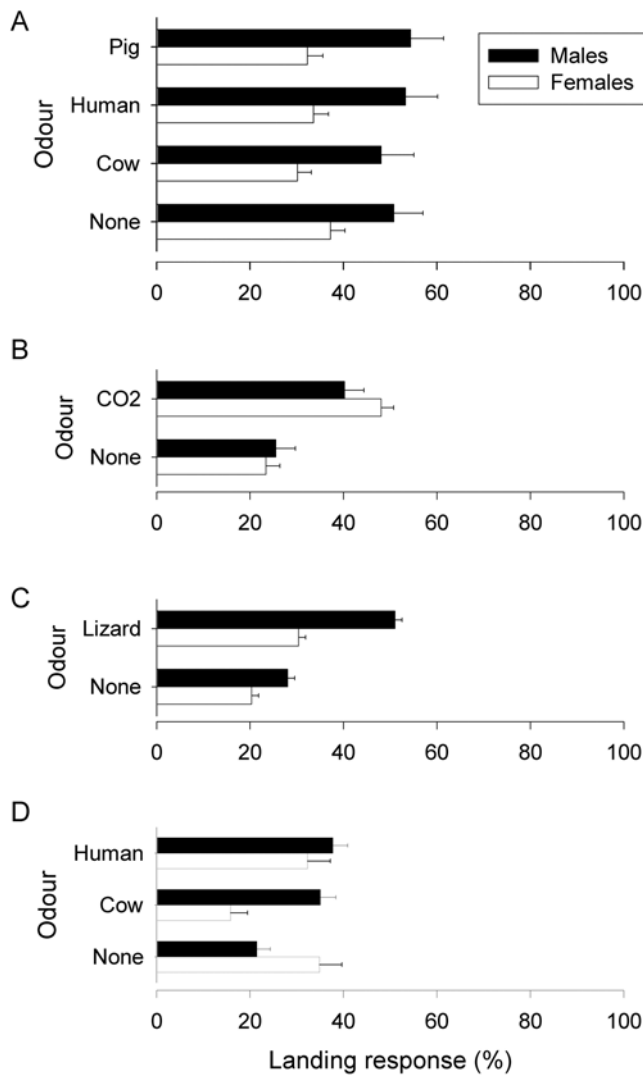 A
Pig
Human
Cow
None
Odour
Males
Females
0 20 40 60 80 100
B
CO2
None
Odour
0 20 40 60 80 100
C
Lizard
None
Odour
0 20 40 60 80 100
D
Human
Cow
None
Odour
0 20 40 60 80 100
Landing response (%)